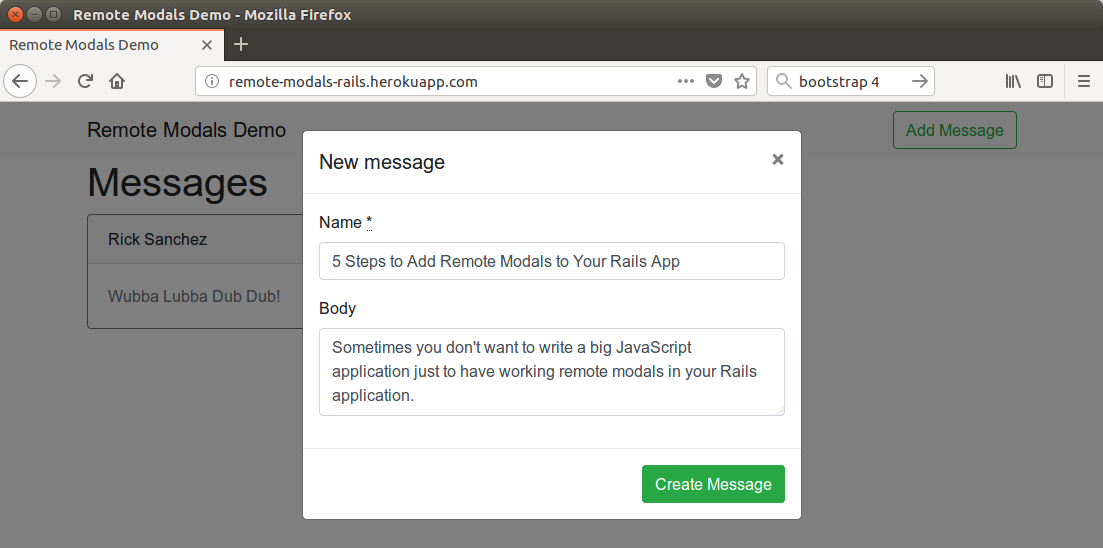 Remote Modals Demo - Mozilla Firefox
Remote Modals Demo
remote-modals-rails.herokuapp.com
bootstrap 4
Remote Modals Demo
Add Message
Messages
Rick Sanchez
Wubba Lubba Dub Dub!
New message
×
Name *
5 Steps to Add Remote Modals to Your Rails App
Body
Sometimes you don't want to write a big JavaScript
application just to have working remote modals in your Rails
application.
Create Message